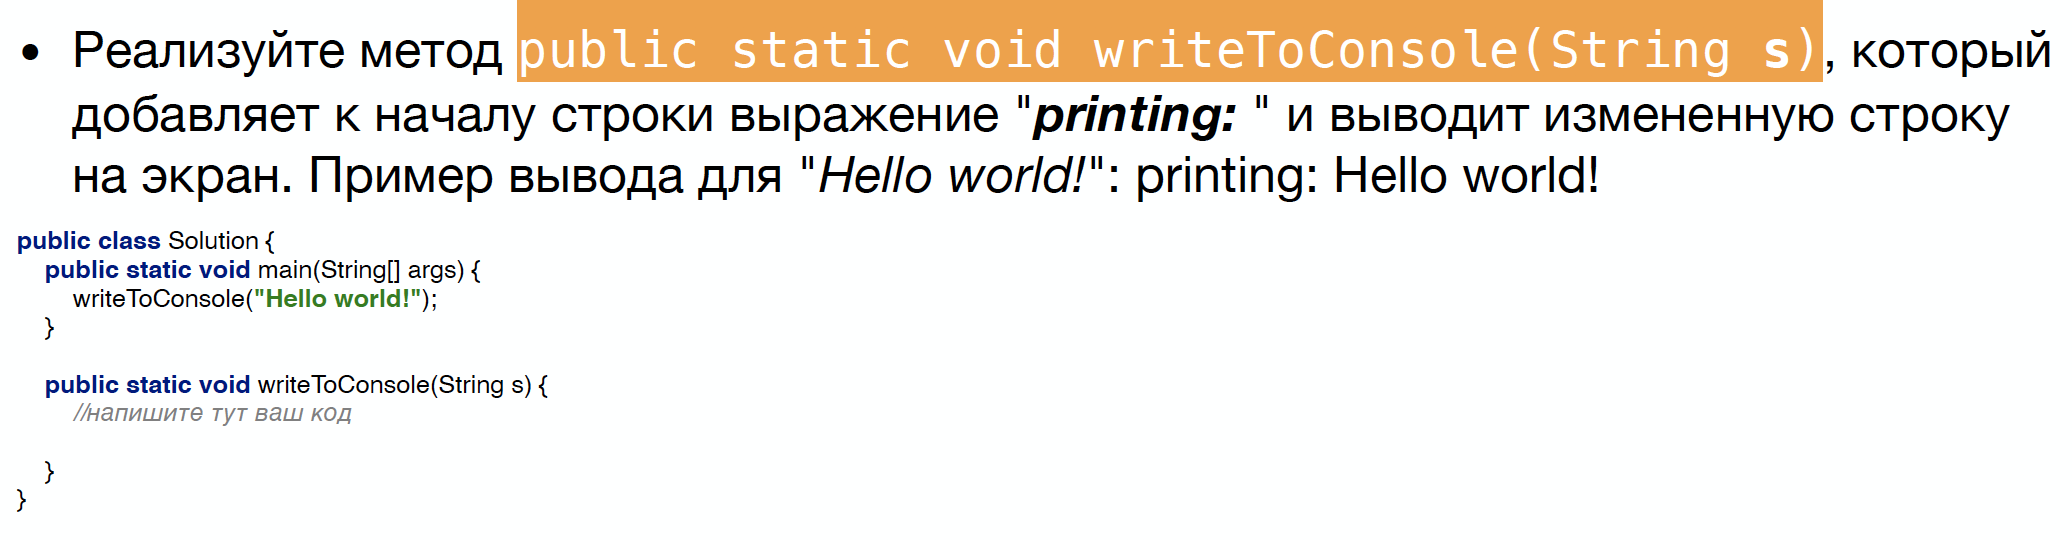 • Реализуйте метод public static void writeToConsole(String s), который
добавляет к началу строки выражение "printing: " и выводит измененную строку
на экран. Пример вывода для "Hello world!": printing: Hello world!
public class Solution {
    public static void main(String[] args) {
        writeToConsole("Hello world!");
    }
    public static void writeToConsole(String s) {
        //напишите тут ваш код
    }
}